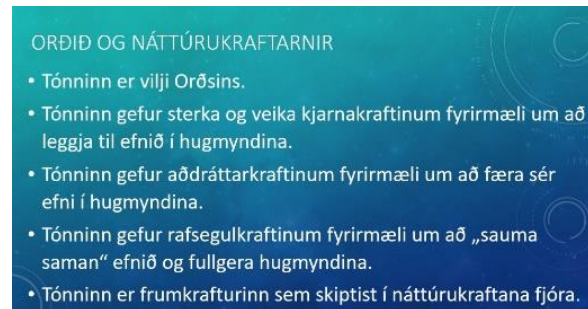 ORÐIÐ OG NÁTTÚRUKRAFTARNIR
• Tónninn er vilji Orðsins.
• Tónninn gefur sterka og veika kjarnakraftinum fyrirmæli um að
leggja til efnið í hugmyndina.
• Tónninn gefur aðdráttarkraftinum fyrirmæli um að færa sér
efni í hugmyndina.
• Tónninn gefur rafsegulkraftinum fyrirmæli um að „sauma
saman“ efnið og fullgera hugmyndina.
• Tónninn er frumkrafturinn sem skiptist í náttúrukraftana fjóra.